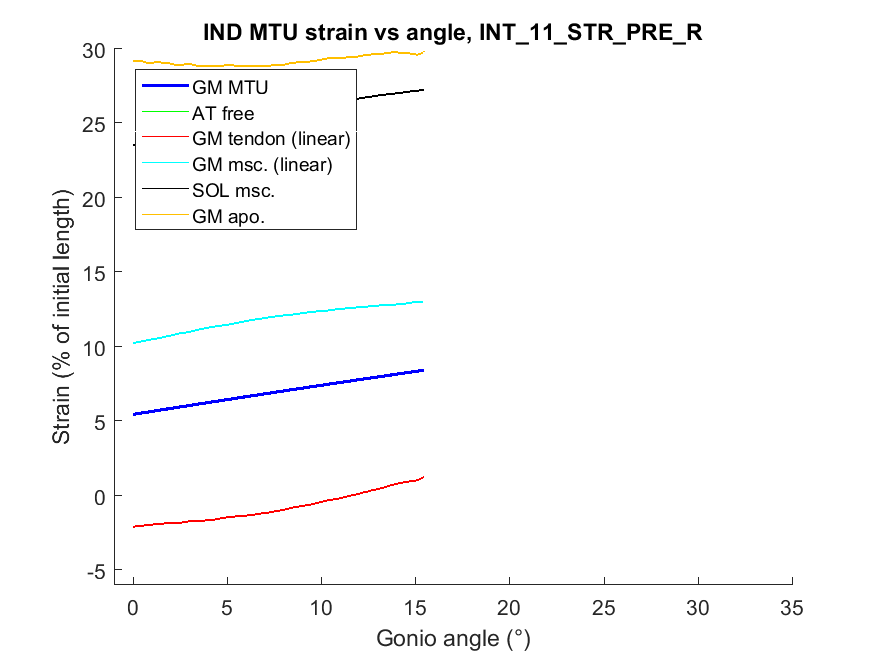 IND MTU strain vs angle, INT_11_STR_PRE_R
30
25
20
15
10
5
0
-5
Strain (% of initial length)
GM MTU
AT free
GM tendon (linear)
GM msc. (linear)
SOL msc.
GM apo.
0 5 10 15 20 25 30 35
Gonio angle (°)